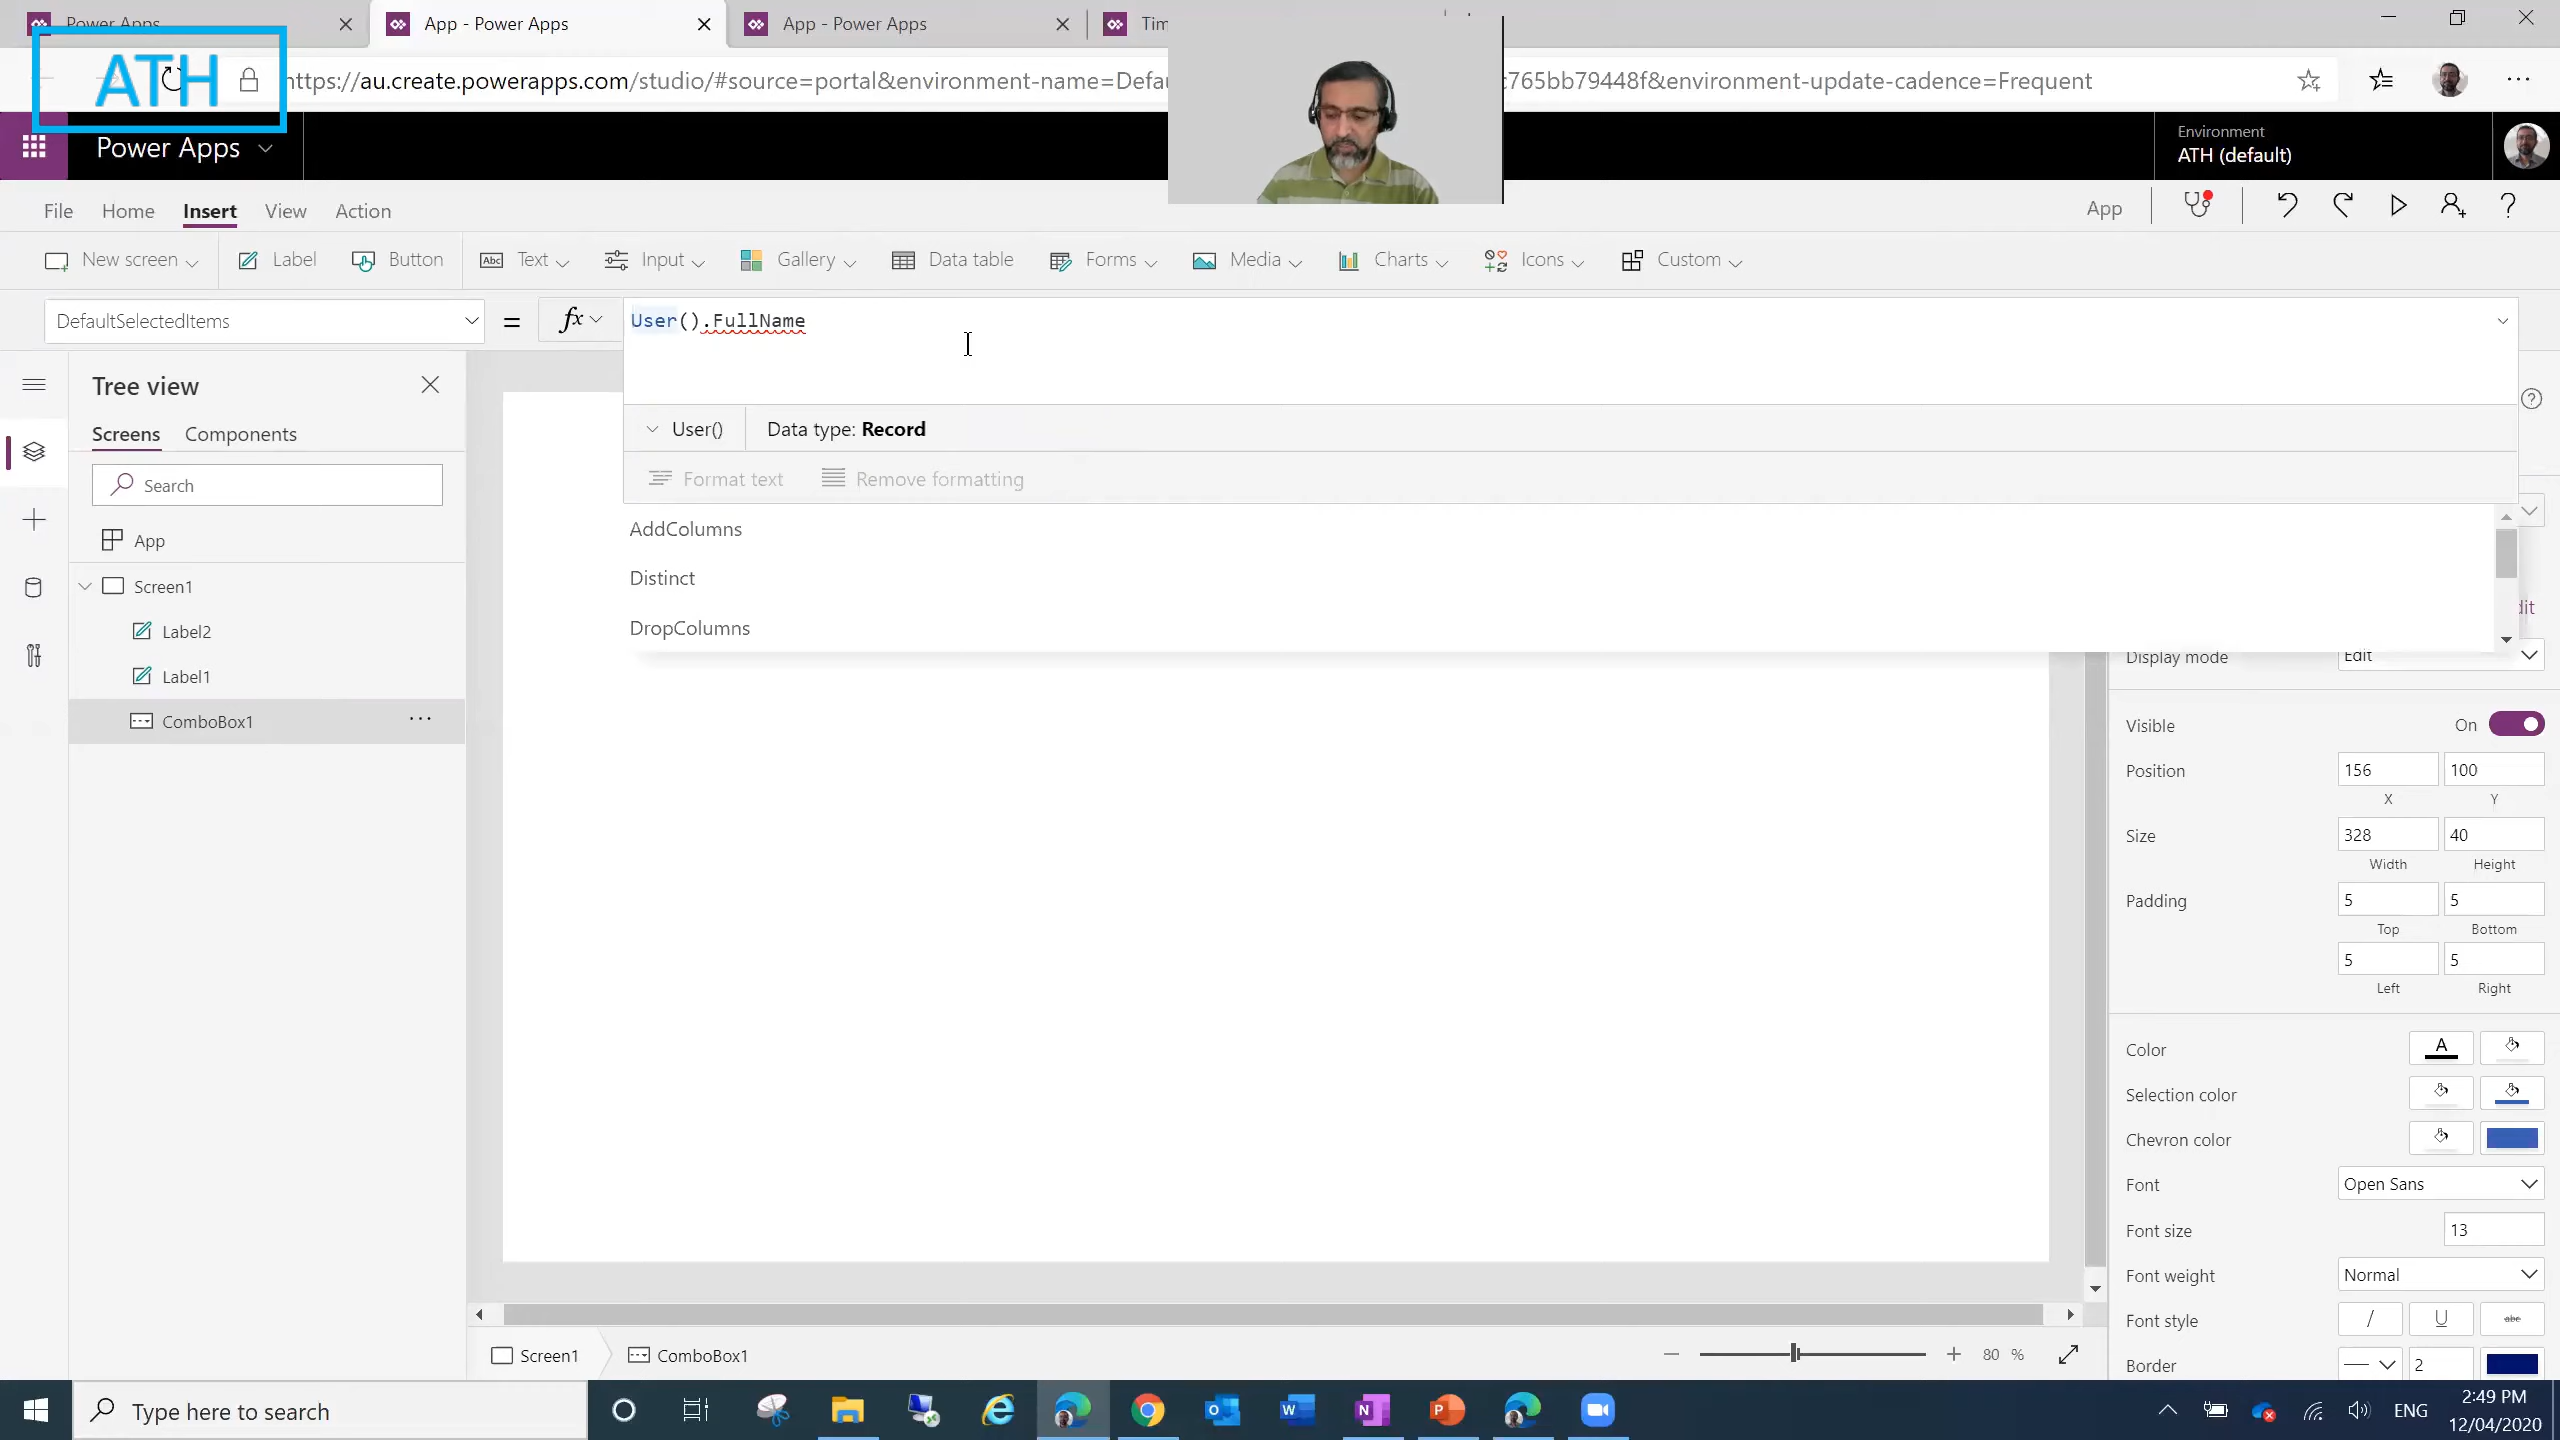 Power Apps
App - Power Apps
App - Power Apps
Tim
ATH
https://au.create.powerapps.com/studio/#source=portal&environment-name=Defau
c765bb79448f&environment-update-cadence=Frequent
Power Apps
Environment
ATH (default)
File
Home
Insert
View
Action
App
New screen
Label
Button
Text
Input
Gallery
Data table
Forms
Media
Charts
Icons
Custom
DefaultSelectedItems
=
fx
User().FullName
User()
Data type: Record
Format text
Remove formatting
AddColumns
Distinct
DropColumns
Tree view
Screens
Components
Search
App
Screen1
Label2
Label1
ComboBox1
Display mode
Edit
Visible
On
Position
156
100
X
Y
Size
328
40
Width
Height
Padding
5
5
Top
Bottom
5
5
Left
Right
Color
Selection color
Chevron color
Font
Open Sans
Font size
13
Font weight
Normal
Font style
Border
2
Screen1
ComboBox1
80 %
Type here to search
ENG
2:49 PM
12/04/2020